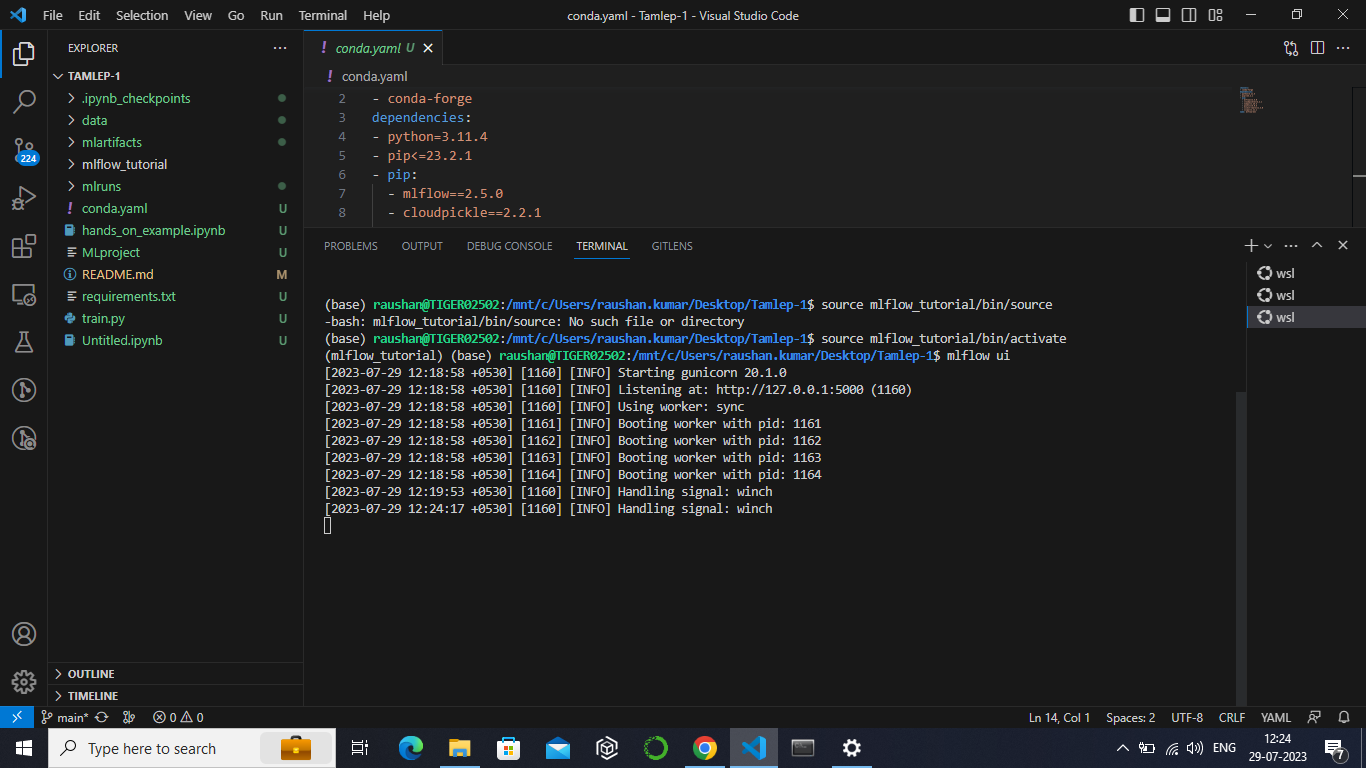 File Edit Selection View Go Run Terminal Help
conda.yaml - Tamlep-1 - Visual Studio Code
EXPLORER
TAMLEP-1
.ipynb_checkpoints
data
mlartifacts
mlflow_tutorial
mlruns
! conda.yaml U
hands_on_example.ipynb U
MLproject U
README.md M
requirements.txt U
train.py U
Untitled.ipynb U
OUTLINE
TIMELINE
224
! conda.yaml U
! conda.yaml
2 - conda-forge
3 dependencies:
4 - python=3.11.4
5 - pip<=23.2.1
6 - pip:
7 - mlflow==2.5.0
8 - cloudpickle==2.2.1
PROBLEMS OUTPUT DEBUG CONSOLE TERMINAL GITLENS
wsl
wsl
wsl
(base) raushan@TIGER02502:/mnt/c/Users/raushan.kumar/Desktop/Tamlep-1$ source mlflow_tutorial/bin/source
-bash: mlflow_tutorial/bin/source: No such file or directory
(base) raushan@TIGER02502:/mnt/c/Users/raushan.kumar/Desktop/Tamlep-1$ source mlflow_tutorial/bin/activate
(mlflow_tutorial) (base) raushan@TIGER02502:/mnt/c/Users/raushan.kumar/Desktop/Tamlep-1$ mlflow ui
[2023-07-29 12:18:58 +0530] [1160] [INFO] Starting gunicorn 20.1.0
[2023-07-29 12:18:58 +0530] [1160] [INFO] Listening at: http://127.0.0.1:5000 (1160)
[2023-07-29 12:18:58 +0530] [1160] [INFO] Using worker: sync
[2023-07-29 12:18:58 +0530] [1161] [INFO] Booting worker with pid: 1161
[2023-07-29 12:18:58 +0530] [1162] [INFO] Booting worker with pid: 1162
[2023-07-29 12:18:58 +0530] [1163] [INFO] Booting worker with pid: 1163
[2023-07-29 12:18:58 +0530] [1164] [INFO] Booting worker with pid: 1164
[2023-07-29 12:19:53 +0530] [1160] [INFO] Handling signal: winch
[2023-07-29 12:24:17 +0530] [1160] [INFO] Handling signal: winch
main* 0 0
Ln 14, Col 1 Spaces: 2 UTF-8 CRLF YAML
Type here to search
ENG
12:24
29-07-2023
7